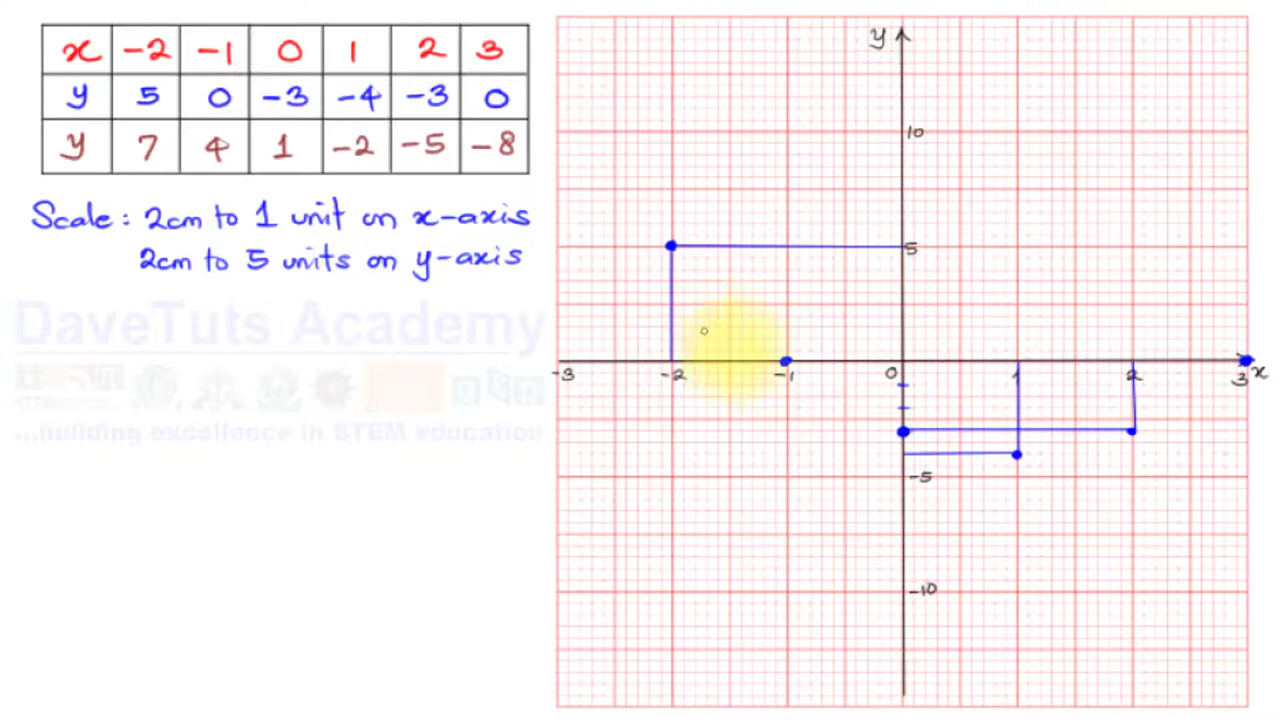 x -2 -1 0 1 2 3
y 5 0 -3 -4 -3 0
y 7 4 1 -2 -5 -8
Scale: 2cm to 1 unit on x-axis
2cm to 5 units on y-axis
DaveTuts Academy
...building excellence in STEM education
y
10
5
-3 -2 -1 0 1 2 3 x
-5
-10